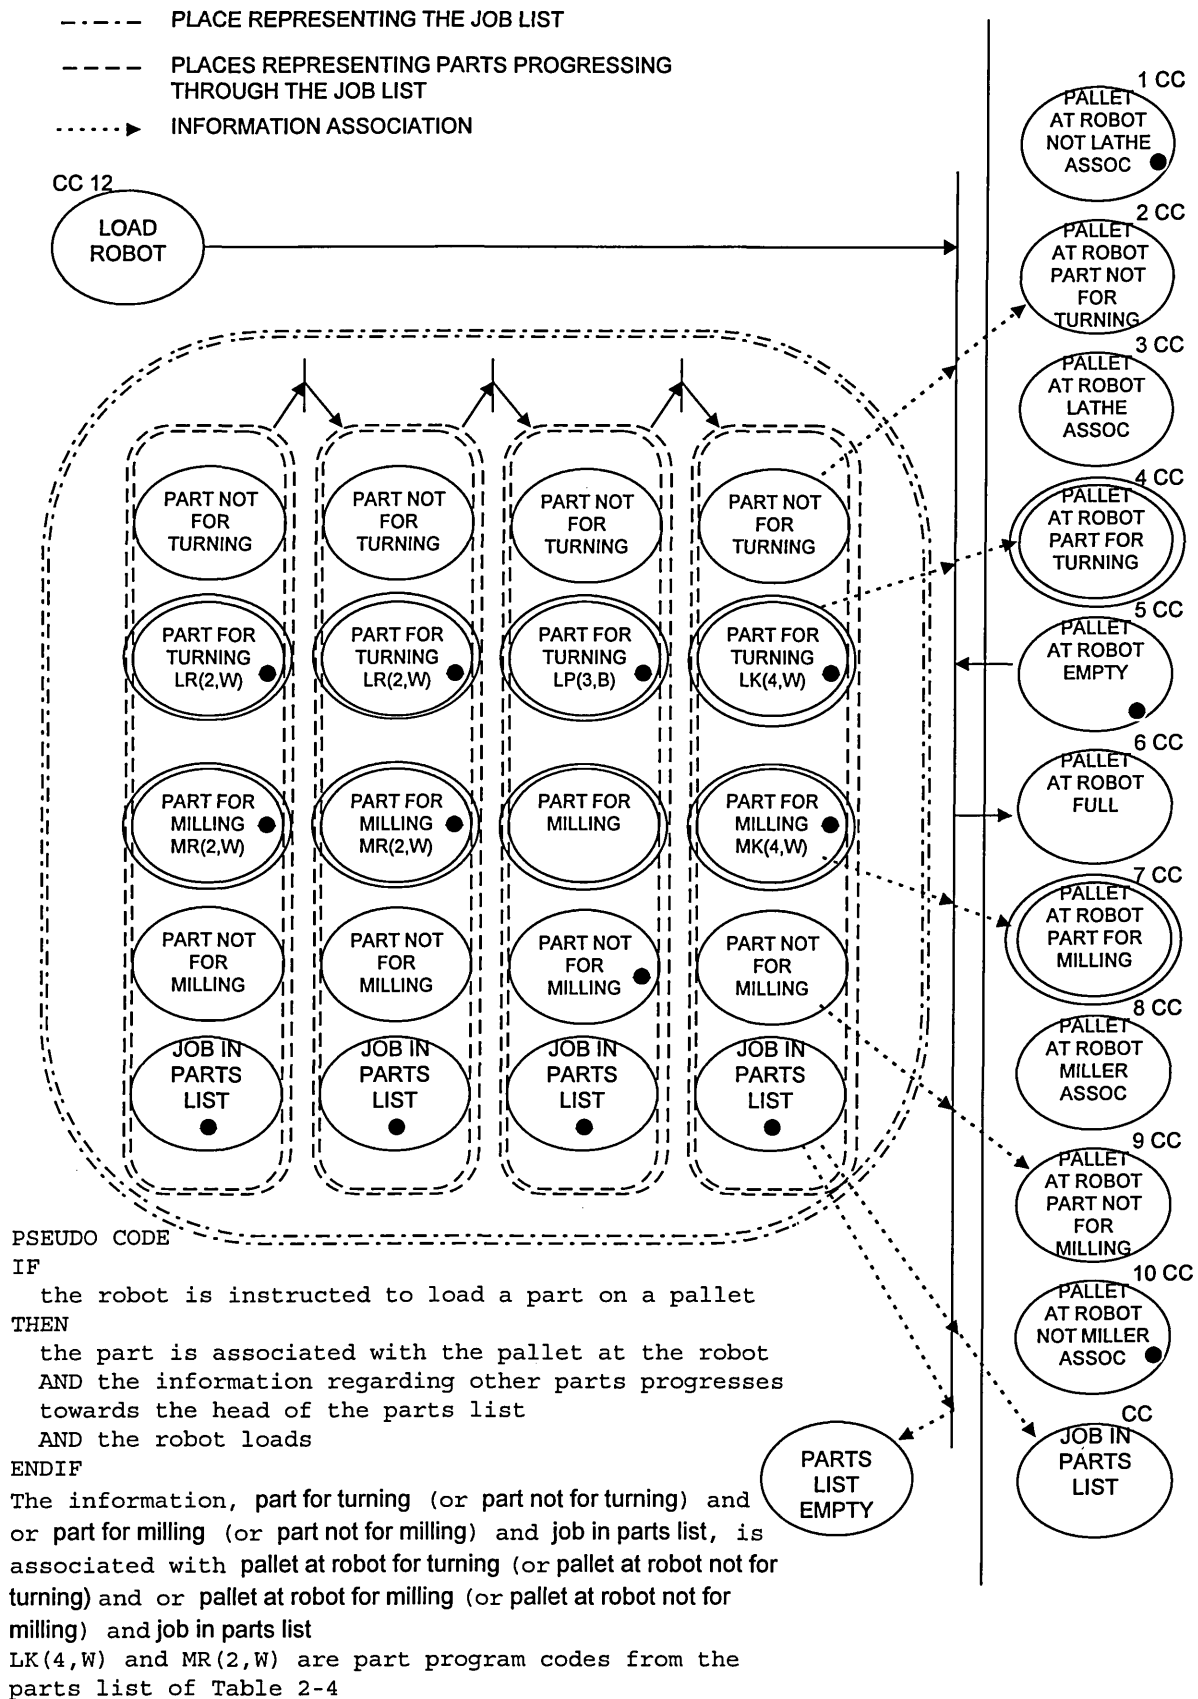 PLACE REPRESENTING THE JOB LIST
PLACES REPRESENTING PARTS PROGRESSING
THROUGH THE JOB LIST
INFORMATION ASSOCIATION
CC 12
LOAD
ROBOT
PART NOT
FOR
TURNING
PART FOR
TURNING
LR(2,W)
PART FOR
MILLING
MR(2,W)
PART NOT
FOR
MILLING
JOB IN
PARTS
LIST
PART NOT
FOR
TURNING
PART FOR
TURNING
LR(2,W)
PART FOR
MILLING
MR(2,W)
PART NOT
FOR
MILLING
JOB IN
PARTS
LIST
PART NOT
FOR
TURNING
PART FOR
TURNING
LP(3,B)
PART FOR
MILLING
PART NOT
FOR
MILLING
JOB IN
PARTS
LIST
PART NOT
FOR
TURNING
PART FOR
TURNING
LK(4,W)
PART FOR
MILLING
MK(4,W)
PART NOT
FOR
MILLING
JOB IN
PARTS
LIST
1 CC
PALLET
AT ROBOT
NOT LATHE
ASSOC
2 CC
PALLET
AT ROBOT
PART NOT
FOR
TURNING
3 CC
PALLET
AT ROBOT
LATHE
ASSOC
4 CC
PALLET
AT ROBOT
PART FOR
TURNING
5 CC
PALLET
AT ROBOT
EMPTY
6 CC
PALLET
AT ROBOT
FULL
7 CC
PALLET
AT ROBOT
PART FOR
MILLING
8 CC
PALLET
AT ROBOT
MILLER
ASSOC
9 CC
PALLET
AT ROBOT
PART NOT
FOR
MILLING
10 CC
PALLET
AT ROBOT
NOT MILLER
ASSOC
CC
JOB IN
PARTS
LIST
PARTS
LIST
EMPTY
PSEUDO CODE
IF
the robot is instructed to load a part on a pallet
THEN
the part is associated with the pallet at the robot
AND the information regarding other parts progresses
towards the head of the parts list
AND the robot loads
ENDIF
The information, part for turning (or part not for turning) and
or part for milling (or part not for milling) and job in parts list, is
associated with pallet at robot for turning (or pallet at robot not for
turning) and or pallet at robot for milling (or pallet at robot not for
milling) and job in parts list
LK(4,W) and MR(2,W) are part program codes from the
parts list of Table 2-4